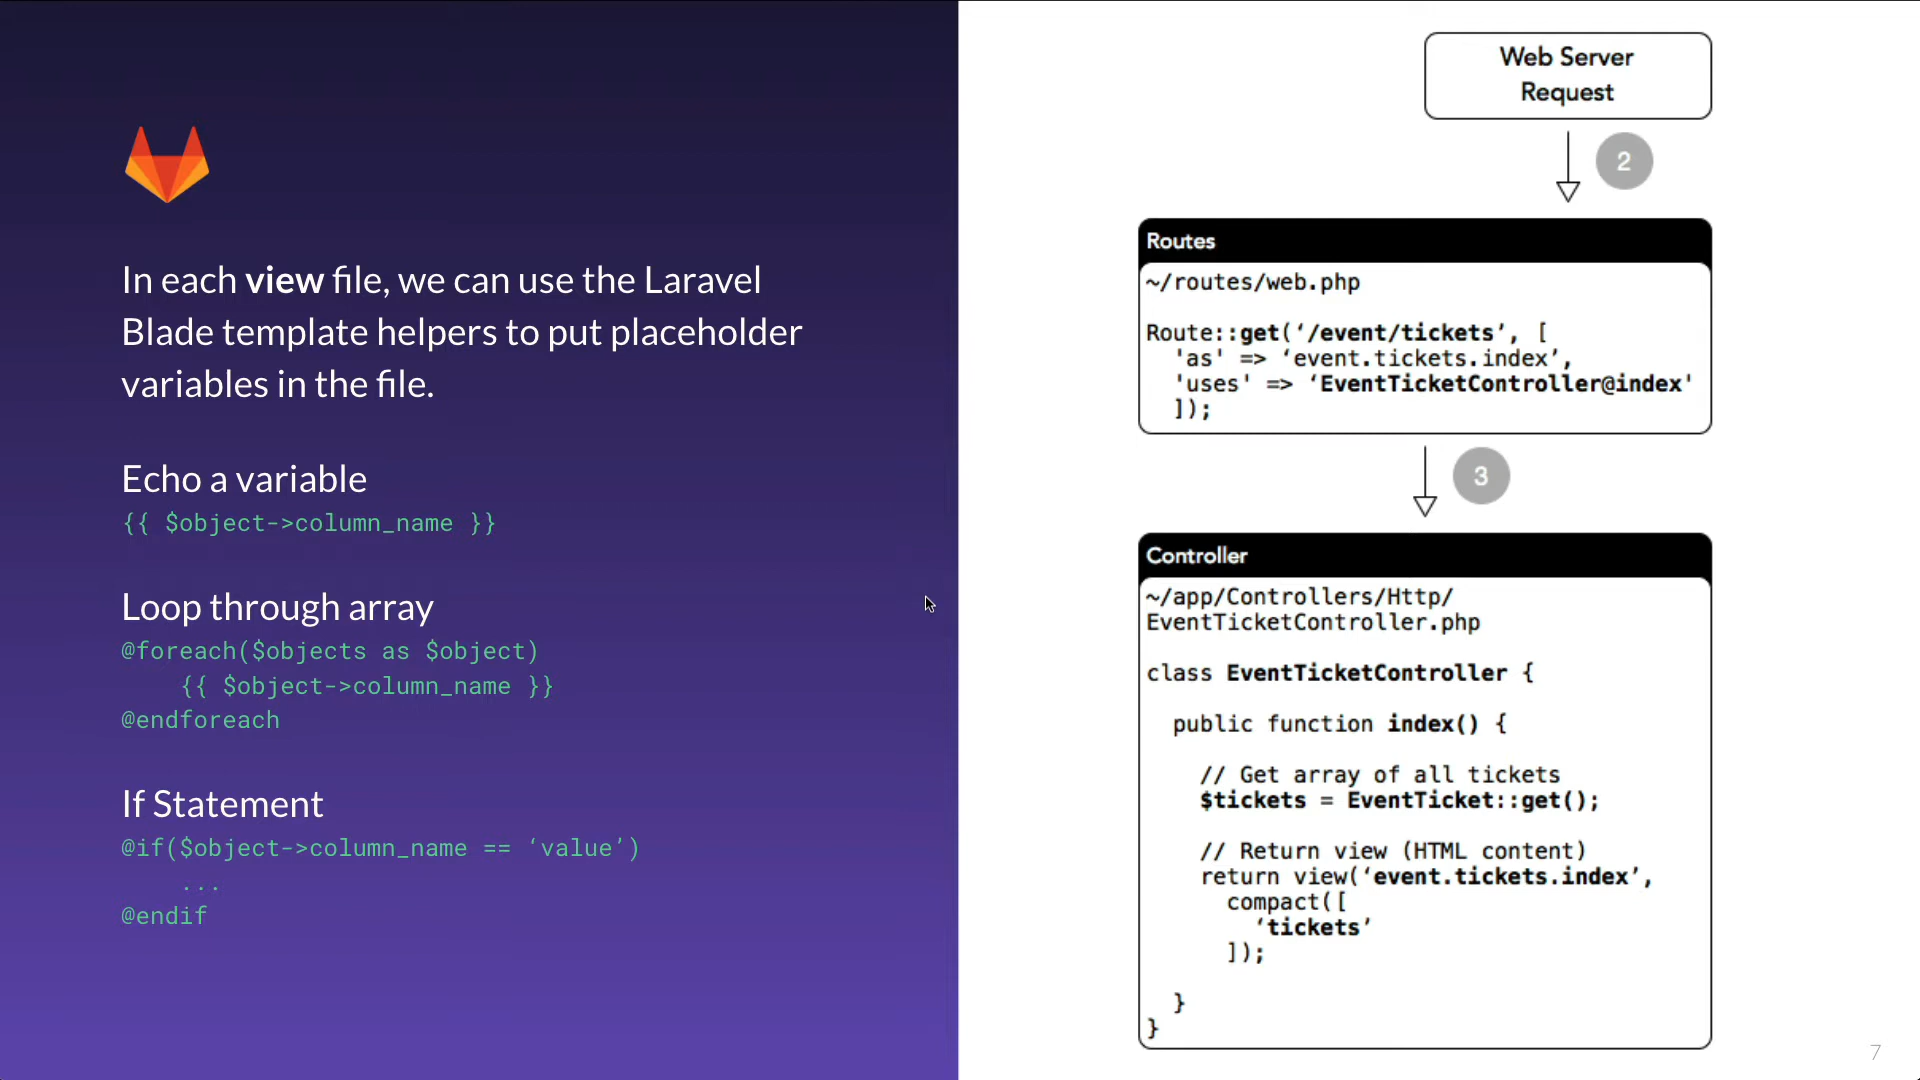 In each view file, we can use the Laravel
Blade template helpers to put placeholder
variables in the file.
Echo a variable
{{ $object->column_name }}
Loop through array
@foreach($objects as $object)
    {{ $object->column_name }}
@endforeach
If Statement
@if($object->column_name == ‘value’)
    ...
@endif
Web Server
Request
2
Routes
~/routes/web.php
Route::get(‘/event/tickets’, [
  'as' => ‘event.tickets.index’,
  'uses' => ‘EventTicketController@index'
  ]);
3
Controller
~/app/Controllers/Http/
EventTicketController.php
class EventTicketController {
  public function index() {
    // Get array of all tickets
    $tickets = EventTicket::get();
    // Return view (HTML content)
    return view(‘event.tickets.index’,
      compact([
        ‘tickets’
      ]);
  }
}
7